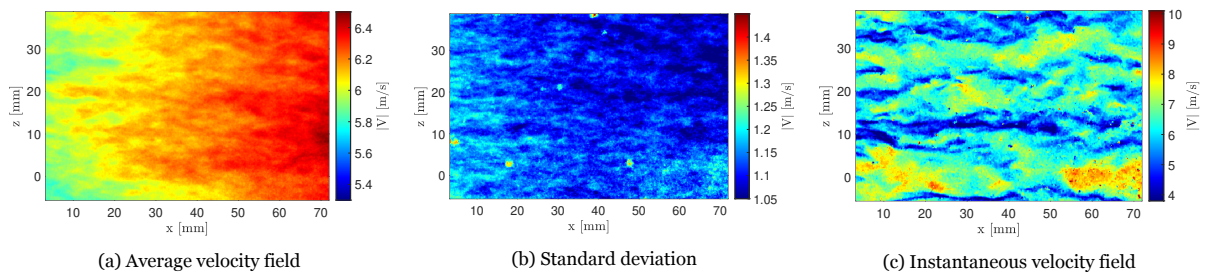 6.4
6.2
6
5.8
5.6
5.4
|V| [m/s]
30
20
10
0
z [mm]
10 20 30 40 50 60 70
x [mm]
(a) Average velocity field
1.4
1.35
1.3
1.25
1.2
1.15
1.1
1.05
|V| [m/s]
30
20
10
0
z [mm]
10 20 30 40 50 60 70
x [mm]
(b) Standard deviation
10
9
8
7
6
5
4
|V| [m/s]
30
20
10
0
z [mm]
10 20 30 40 50 60 70
x [mm]
(c) Instantaneous velocity field